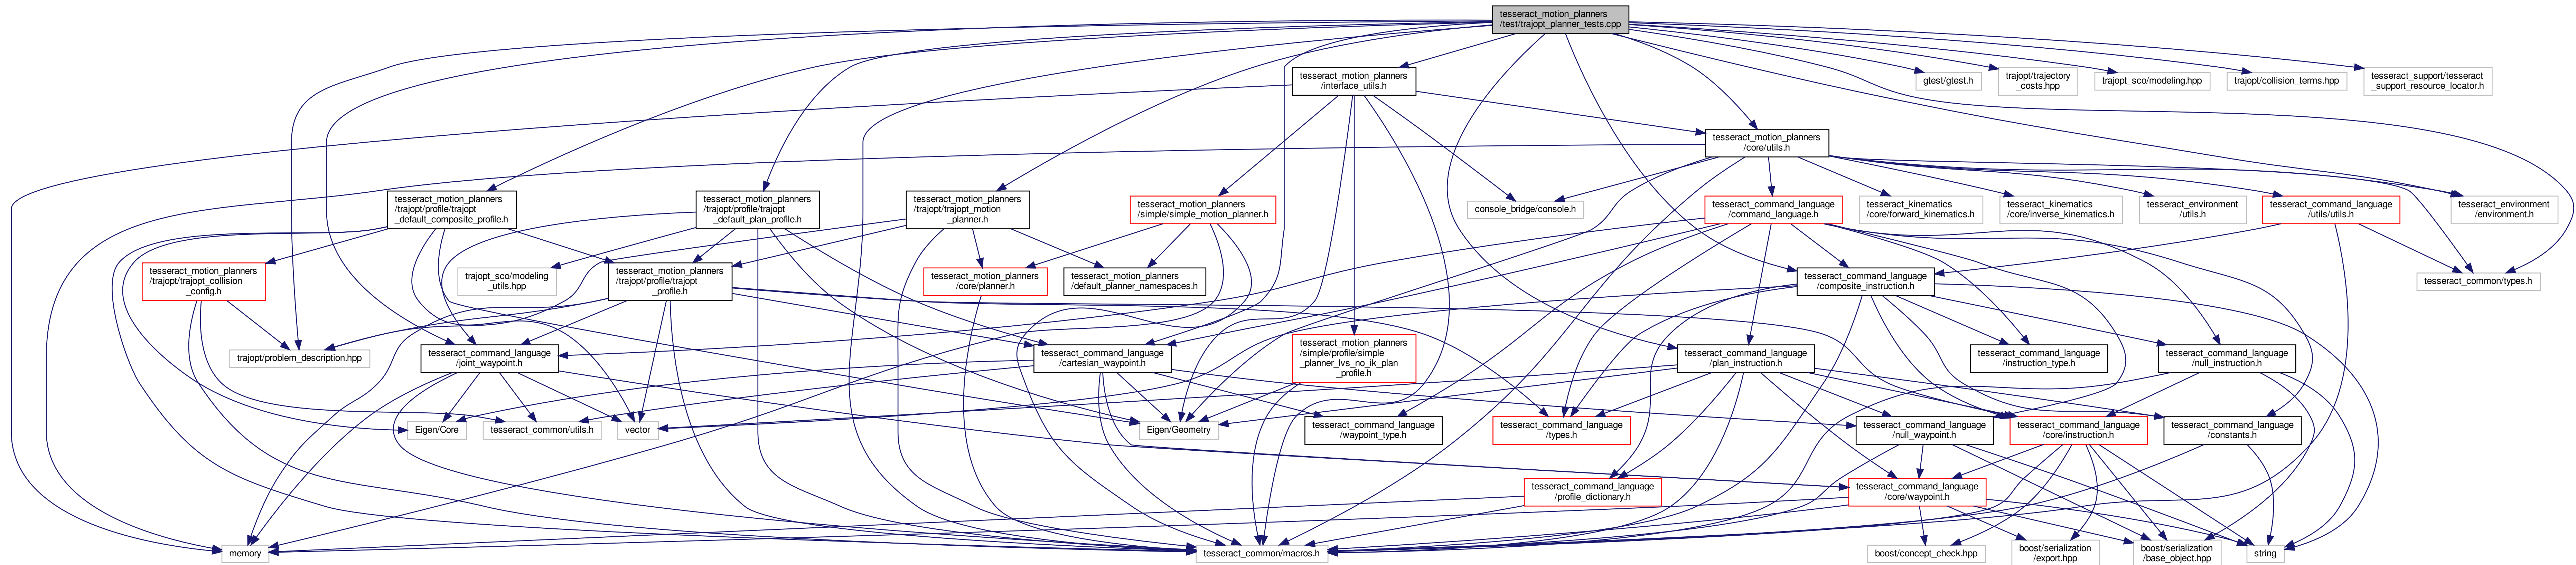 tesseract_motion_planners
/test/trajopt_planner_tests.cpp
tesseract_motion_planners
/interface_utils.h
gtest/gtest.h
trajopt/trajectory
_costs.hpp
trajopt_sco/modeling.hpp
trajopt/collision_terms.hpp
tesseract_support/tesseract
_support_resource_locator.h
tesseract_motion_planners
/core/utils.h
tesseract_motion_planners
/trajopt/profile/trajopt
_default_composite_profile.h
tesseract_motion_planners
/trajopt/profile/trajopt
_default_plan_profile.h
tesseract_motion_planners
/trajopt/trajopt_motion
_planner.h
tesseract_motion_planners
/simple/simple_motion_planner.h
console_bridge/console.h
tesseract_command_language
/command_language.h
tesseract_kinematics
/core/forward_kinematics.h
tesseract_kinematics
/core/inverse_kinematics.h
tesseract_environment
/utils.h
tesseract_command_language
/utils/utils.h
tesseract_environment
/environment.h
tesseract_motion_planners
/trajopt/trajopt_collision
_config.h
trajopt_sco/modeling
_utils.hpp
tesseract_motion_planners
/trajopt/profile/trajopt
_profile.h
tesseract_motion_planners
/core/planner.h
tesseract_motion_planners
/default_planner_namespaces.h
tesseract_command_language
/composite_instruction.h
tesseract_common/types.h
trajopt/problem_description.hpp
tesseract_command_language
/joint_waypoint.h
tesseract_command_language
/cartesian_waypoint.h
tesseract_motion_planners
/simple/profile/simple
_planner_lvs_no_ik_plan
_profile.h
tesseract_command_language
/plan_instruction.h
tesseract_command_language
/instruction_type.h
tesseract_command_language
/null_instruction.h
Eigen/Core
tesseract_common/utils.h
vector
Eigen/Geometry
tesseract_command_language
/waypoint_type.h
tesseract_command_language
/types.h
tesseract_command_language
/null_waypoint.h
tesseract_command_language
/core/instruction.h
tesseract_command_language
/constants.h
tesseract_command_language
/profile_dictionary.h
tesseract_command_language
/core/waypoint.h
memory
tesseract_common/macros.h
boost/concept_check.hpp
boost/serialization
/export.hpp
boost/serialization
/base_object.hpp
string